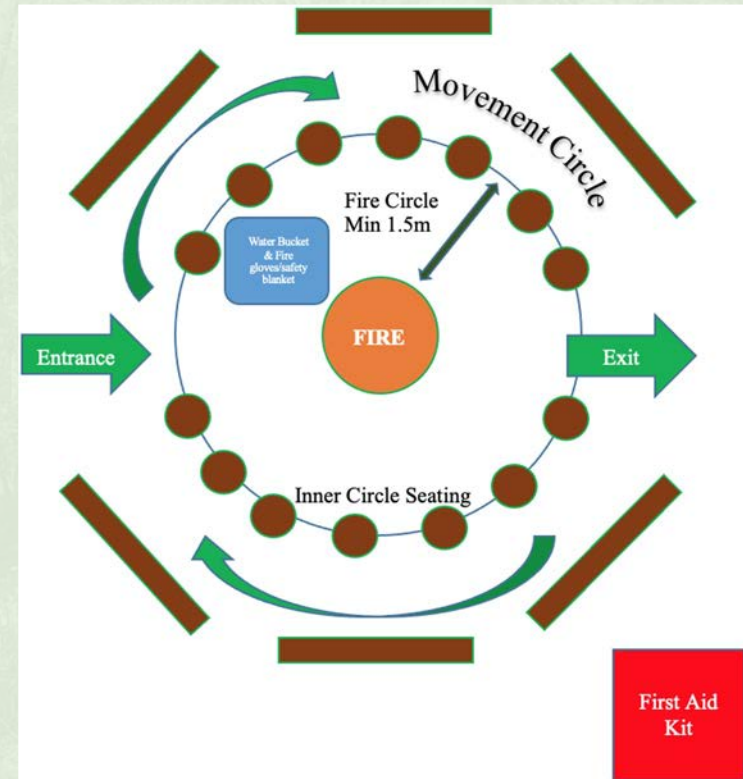 Movement Circle
Fire Circle
Min 1.5m
Water Bucket
& Fire
gloves/safety
blanket
FIRE
Entrance
Exit
Inner Circle Seating
First Aid
Kit